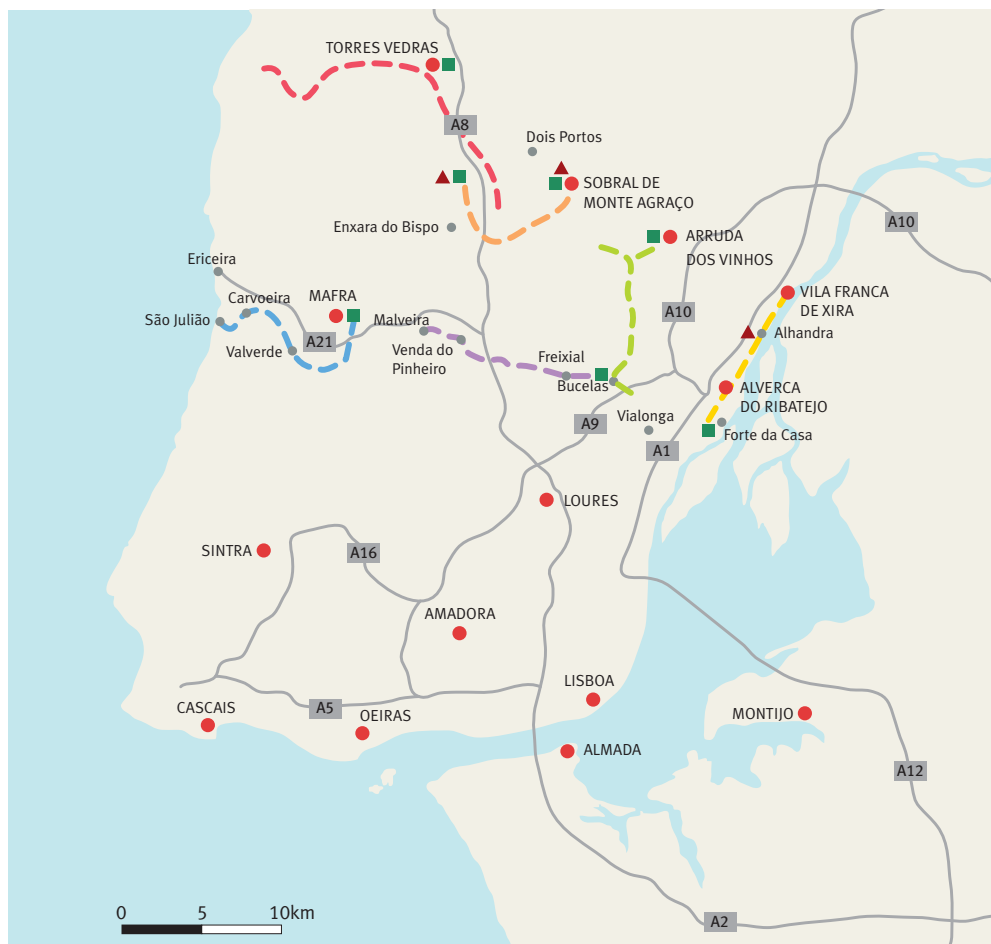 TORRES VEDRAS
A8
Dois Portos
SOBRAL DE
MONTE AGRAÇO
Enxara do Bispo
A10
ARRUDA
DOS VINHOS
Ericeira
Carvoeira
MAFRA
São Julião
Malveira
A21
Valverde
Venda do
Pinheiro
Freixial
Bucelas
A10
VILA FRANCA
DE XIRA
Alhandra
ALVERCA
DO RIBATEJO
Vialonga
A9
Forte da Casa
A1
LOURES
SINTRA
A16
AMADORA
LISBOA
CASCAIS
A5
OEIRAS
MONTIJO
ALMADA
A12
0 5 10km
A2